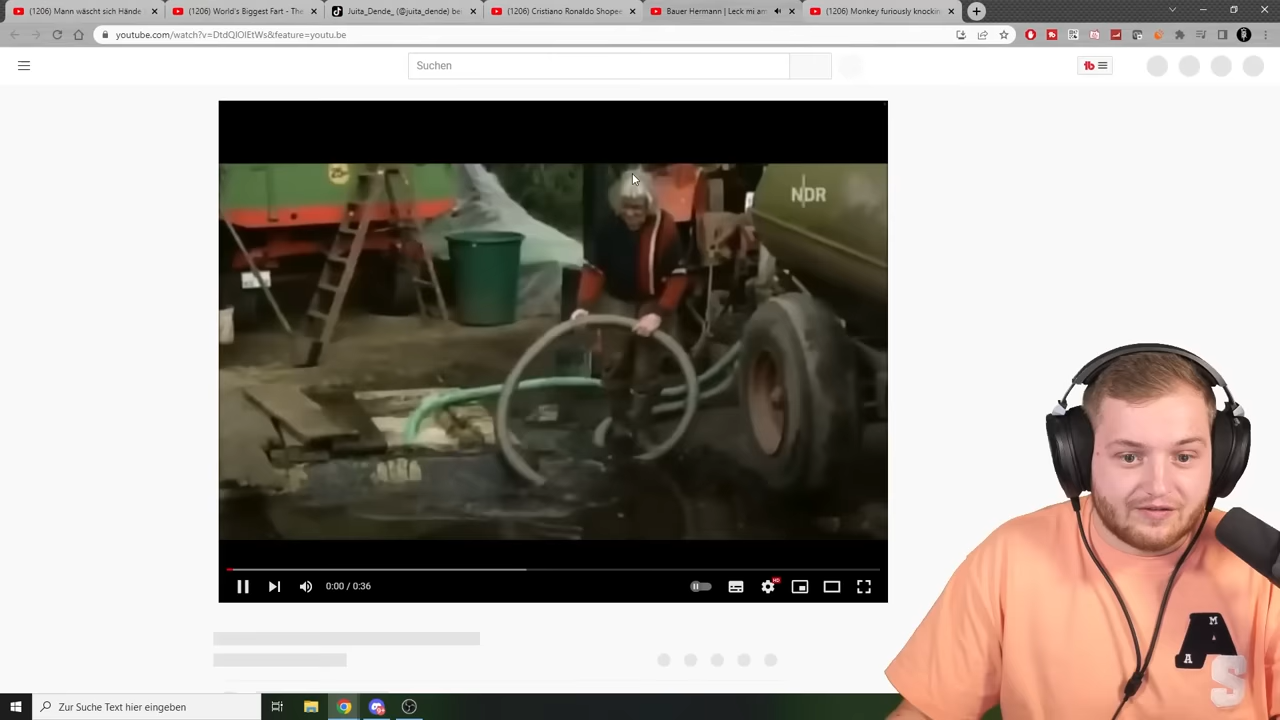 (1206) Mann wäscht sich Hände
(1206) World's Biggest Fart - The
Juita_Dende_ (@juita_dende) be
(1206) Cristiano Ronaldo Shopee
Bauer Hermann | Leck mi am
(1206) Monkey furiously knockin
youtube.com/watch?v=DtdQlOlEtWs&feature=youtu.be
Suchen
NDR
25
0:00 / 0:36
HD
M
A
A
S
Zur Suche Text hier eingeben